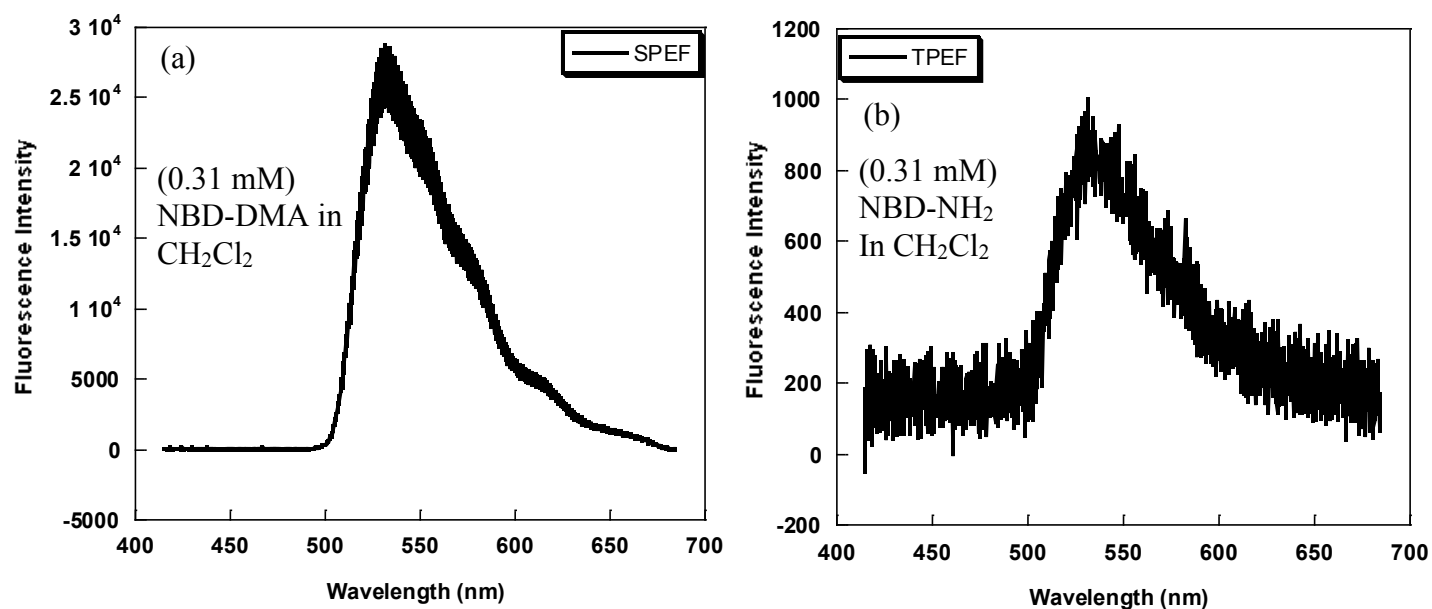 3 10⁴
(a)
SPEF
2.5 10⁴
2 10⁴
(0.31 mM)
NBD-DMA in
CH₂Cl₂
1.5 10⁴
1 10⁴
5000
0
-5000
Fluorescence Intensity
400 450 500 550 600 650 700
Wavelength (nm)
1200
TPEF
1000
(b)
800
(0.31 mM)
NBD-NH₂
In CH₂Cl₂
600
400
200
0
-200
Fluorescence Intensity
400 450 500 550 600 650 700
Wavelength (nm)